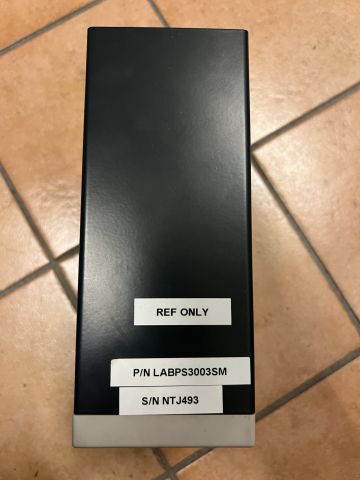 REF ONLY
P/N LABPS3003SM
S/N NTJ493